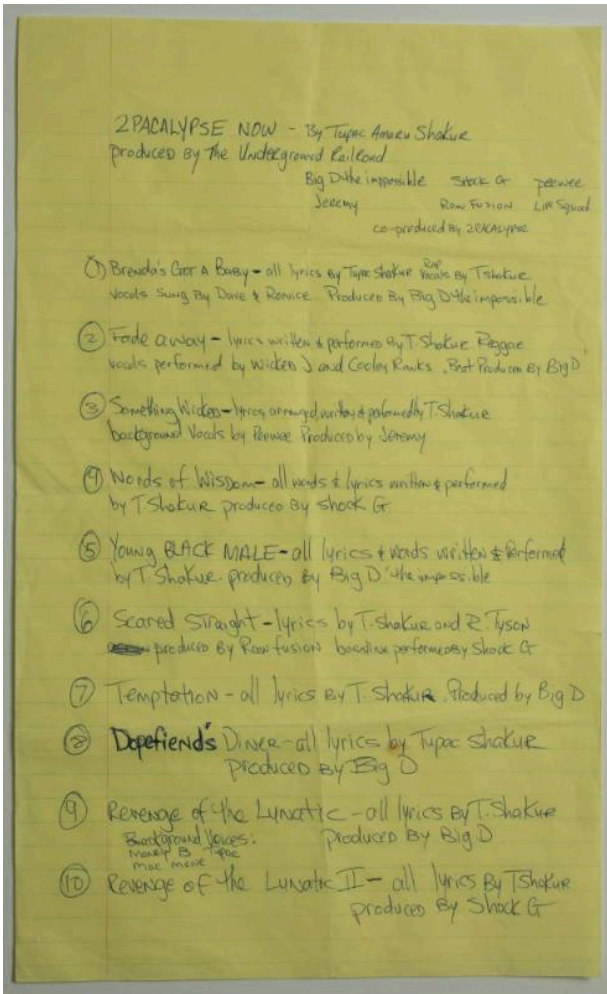 2PACALYPSE NOW - By Tupac Amaru Shakur
produced By The Underground Railroad
Big D the impossible Shock G peewee
Jeremy Raw Fusion Live Squad
co-produced By 2PACALYPSE
① Brenda's Got A Baby - all lyrics By Tupac Shakur Rap Vocals By T Shakur
Vocals Sung By Dave & Ronice. Produced By Big D the impossible
② Fade away - lyrics written & performed By T. Shakur Reggae
vocals performed by Wicked J and Cooley Ranks. Beat Produced By Big D
③ Something Wicked - lyrics arranged, written & performed by T. Shakur
background Vocals by Peewee Produced by Jeremy
④ Words of Wisdom - all words & lyrics written & performed
by T. Shakur produced By Shock G
⑤ Young BLACK MALE - all lyrics & words written & Performed
by T. Shakur. produced by Big D "the impossible
⑥ Scared Straight - lyrics by T. Shakur and R. Tyson
produced By Raw fusion bassline performed By Shock G
⑦ Temptation - all lyrics By T. Shakur. Produced by Big D
⑧ Dopefiend's Diner - all lyrics by Tupac Shakur
produced By Big D
⑨ Revenge of the Lunatic - all lyrics By T. Shakur
Background Voices: Produced By Big D
Money B Tupac
Mac Mone
⑩ Revenge of the Lunatic II - all lyrics By T Shakur
produced By Shock G